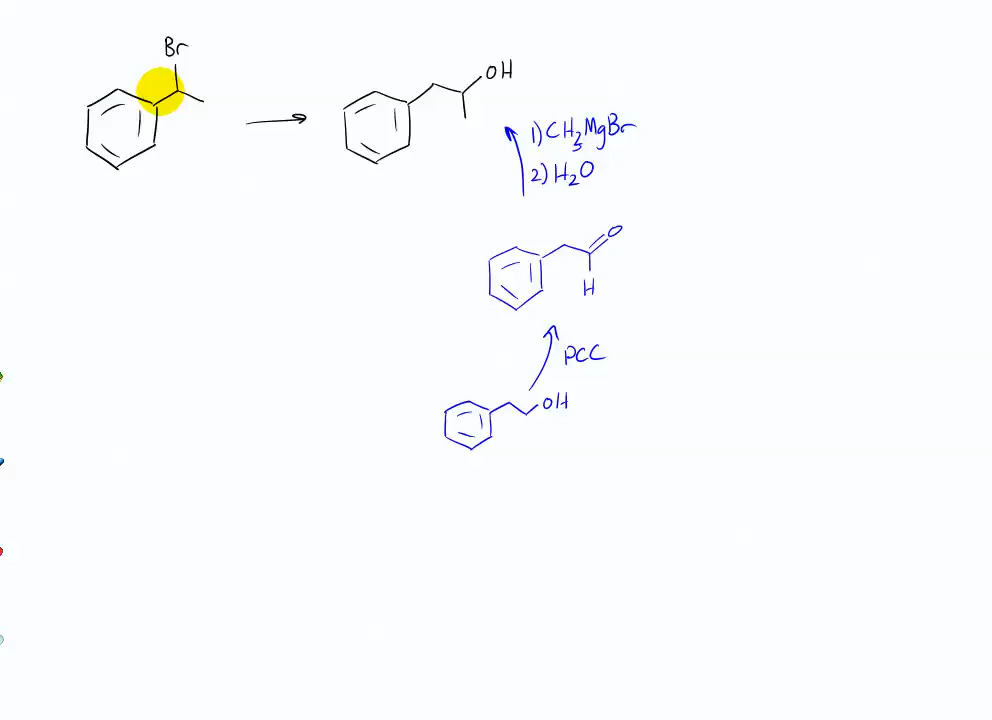 Br
OH
1) CH₃MgBr
2) H₂O
O
H
PCC
OH